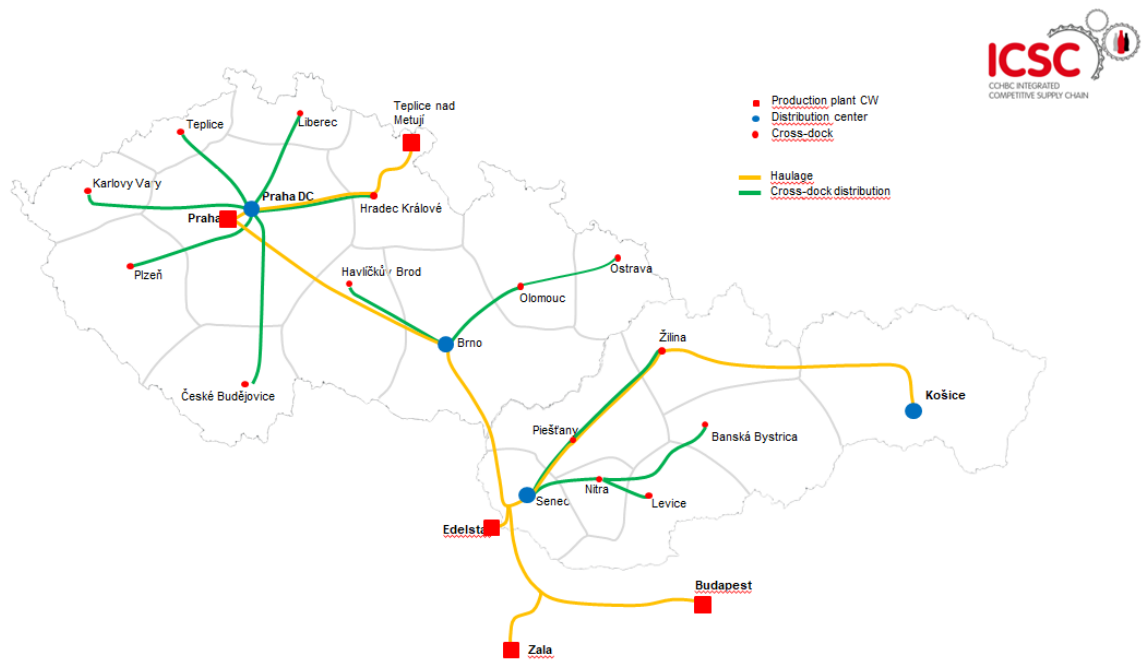 ICSC
CCHBC INTEGRATED
COMPETITIVE SUPPLY CHAIN
Production plant CW
Distribution center
Cross-dock
Haulage
Cross-dock distribution
Teplice nad
Metují
Liberec
Teplice
Karlovy Vary
Praha DC
Hradec Králové
Praha
Plzeň
Havlíčkův Brod
Ostrava
Olomouc
Brno
Žilina
České Budějovice
Košice
Piešťany
Banská Bystrica
Nitra
Senec
Levice
Edelsta
Budapest
Zala